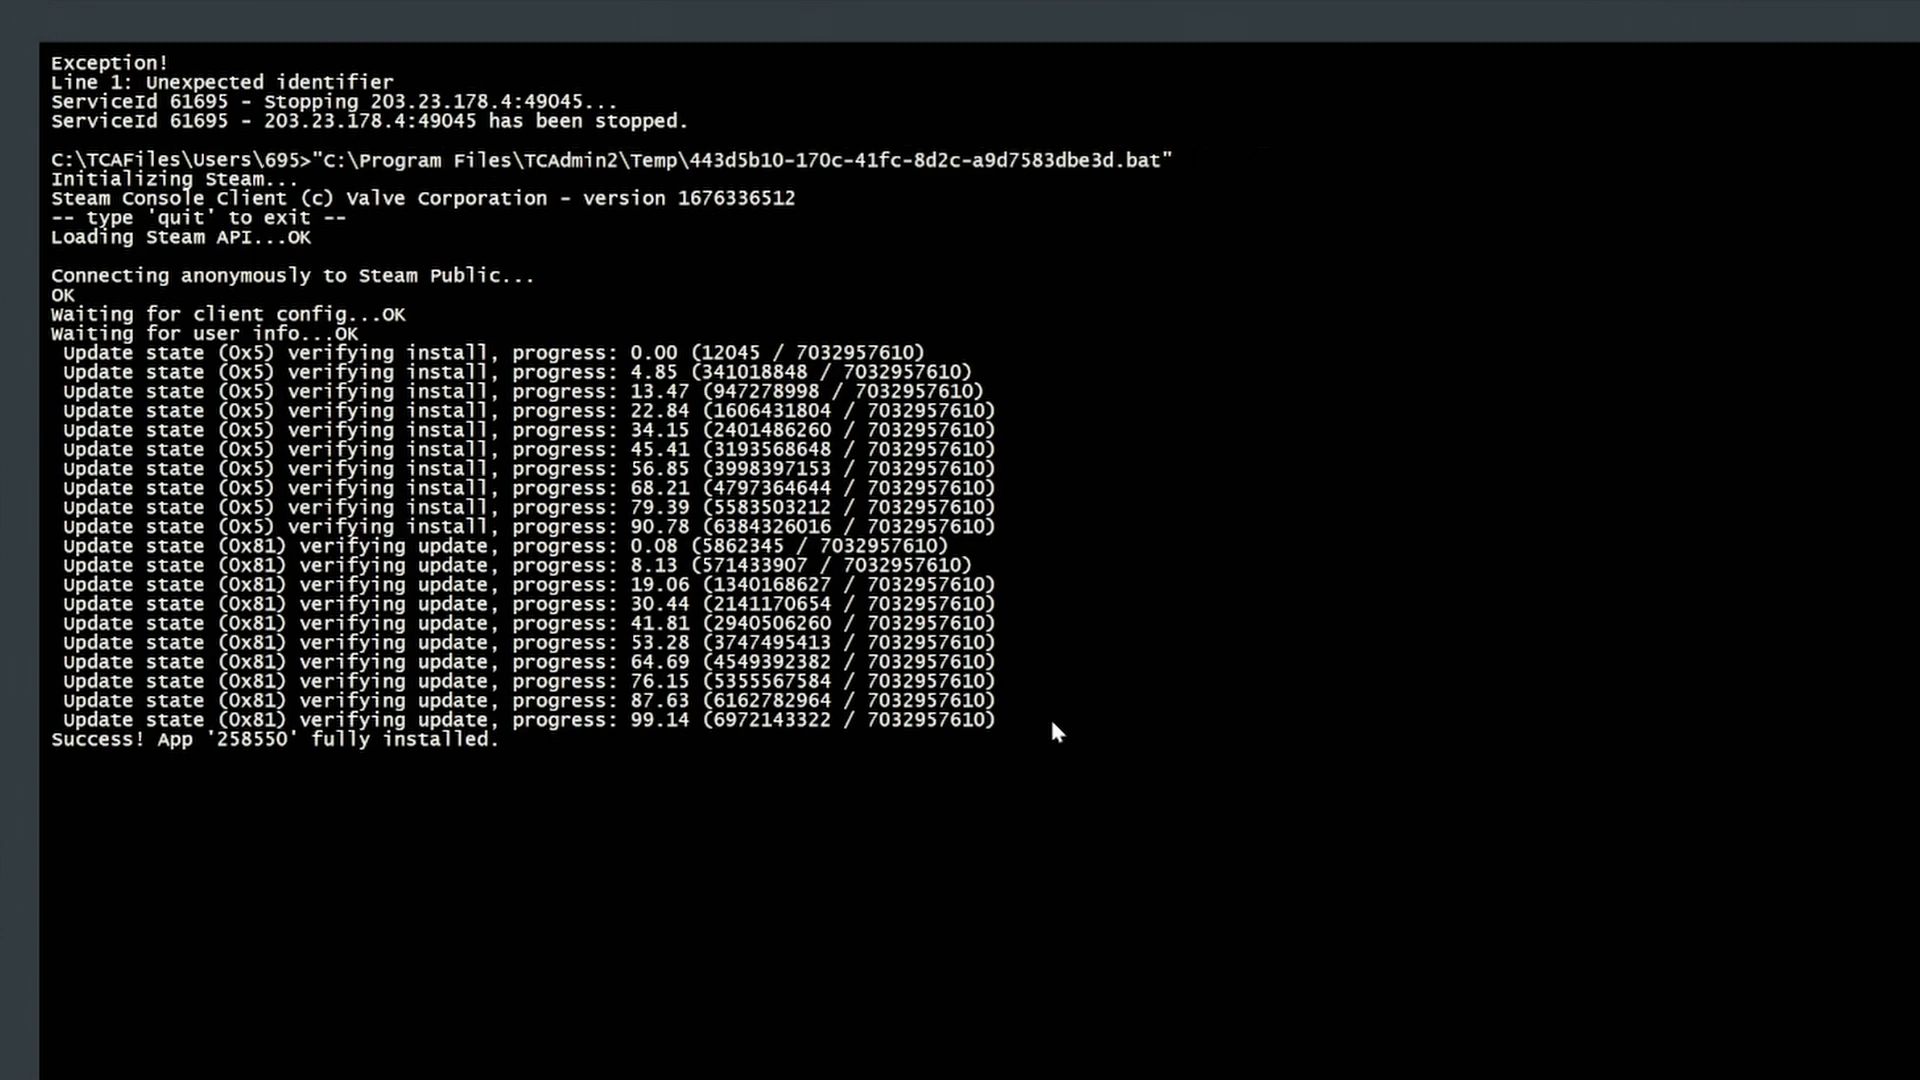 Exception!
Line 1: Unexpected identifier
ServiceId 61695 - Stopping 203.23.178.4:49045...
ServiceId 61695 - 203.23.178.4:49045 has been stopped.
C:\TCAFiles\Users\695>"C:\Program Files\TCAdmin2\Temp\443d5b10-170c-41fc-8d2c-a9d7583dbe3d.bat"
Initializing Steam...
Steam Console Client (c) Valve Corporation - version 1676336512
-- type 'quit' to exit --
Loading Steam API...OK
Connecting anonymously to Steam Public...
OK
Waiting for client config...OK
Waiting for user info...OK
Update state (0x5) verifying install, progress: 0.00 (12045 / 7032957610)
Update state (0x5) verifying install, progress: 4.85 (341018848 / 7032957610)
Update state (0x5) verifying install, progress: 13.47 (947278998 / 7032957610)
Update state (0x5) verifying install, progress: 22.84 (1606431804 / 7032957610)
Update state (0x5) verifying install, progress: 34.15 (2401486260 / 7032957610)
Update state (0x5) verifying install, progress: 45.41 (3193568648 / 7032957610)
Update state (0x5) verifying install, progress: 56.85 (3998397153 / 7032957610)
Update state (0x5) verifying install, progress: 68.21 (4797364644 / 7032957610)
Update state (0x5) verifying install, progress: 79.39 (5583503212 / 7032957610)
Update state (0x5) verifying install, progress: 90.78 (6384326016 / 7032957610)
Update state (0x81) verifying update, progress: 0.08 (5862345 / 7032957610)
Update state (0x81) verifying update, progress: 8.13 (571433907 / 7032957610)
Update state (0x81) verifying update, progress: 19.06 (1340168627 / 7032957610)
Update state (0x81) verifying update, progress: 30.44 (2141170654 / 7032957610)
Update state (0x81) verifying update, progress: 41.81 (2940506260 / 7032957610)
Update state (0x81) verifying update, progress: 53.28 (3747495413 / 7032957610)
Update state (0x81) verifying update, progress: 64.69 (4549392382 / 7032957610)
Update state (0x81) verifying update, progress: 76.15 (5355567584 / 7032957610)
Update state (0x81) verifying update, progress: 87.63 (6162782964 / 7032957610)
Update state (0x81) verifying update, progress: 99.14 (6972143322 / 7032957610)
Success! App '258550' fully installed.